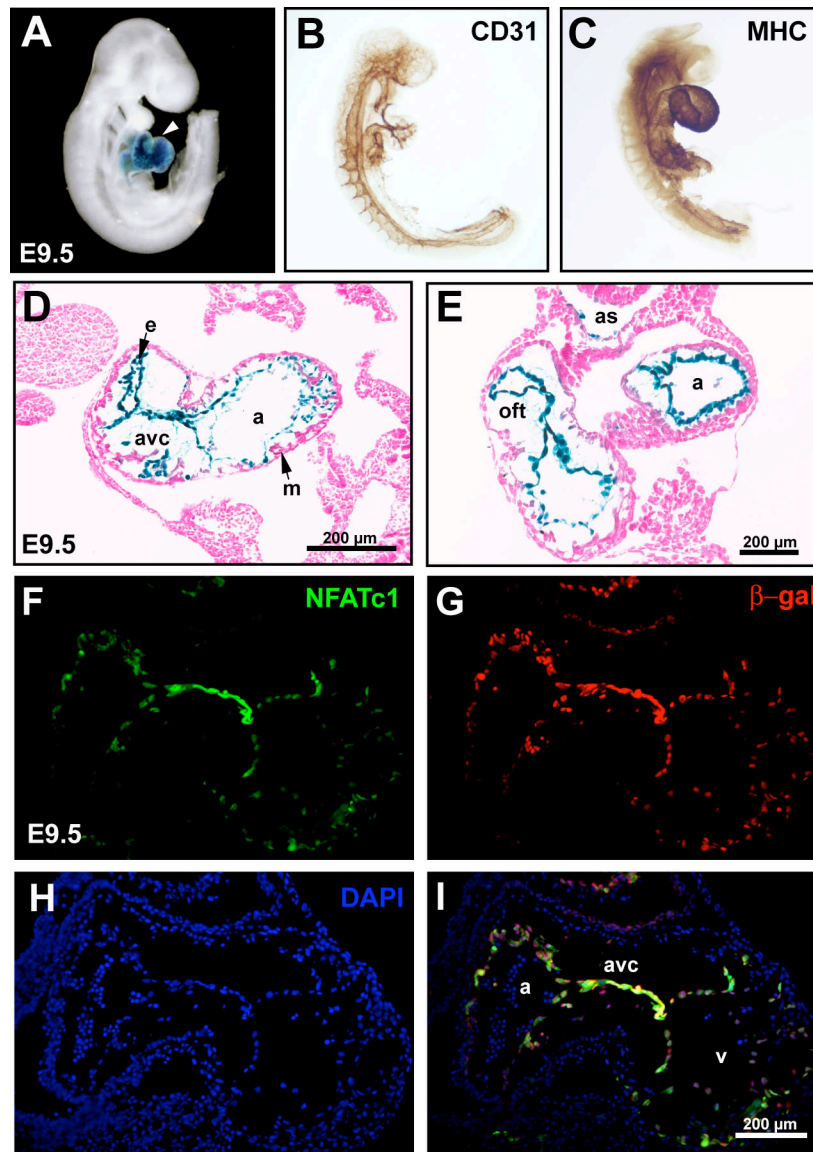 A
E9.5
B
CD31
C
MHC
D
e
avc
a
m
E9.5
200 µm
E
as
oft
a
200 µm
F
NFATc1
E9.5
G
β–gal
H
DAPI
I
avc
a
v
200 µm